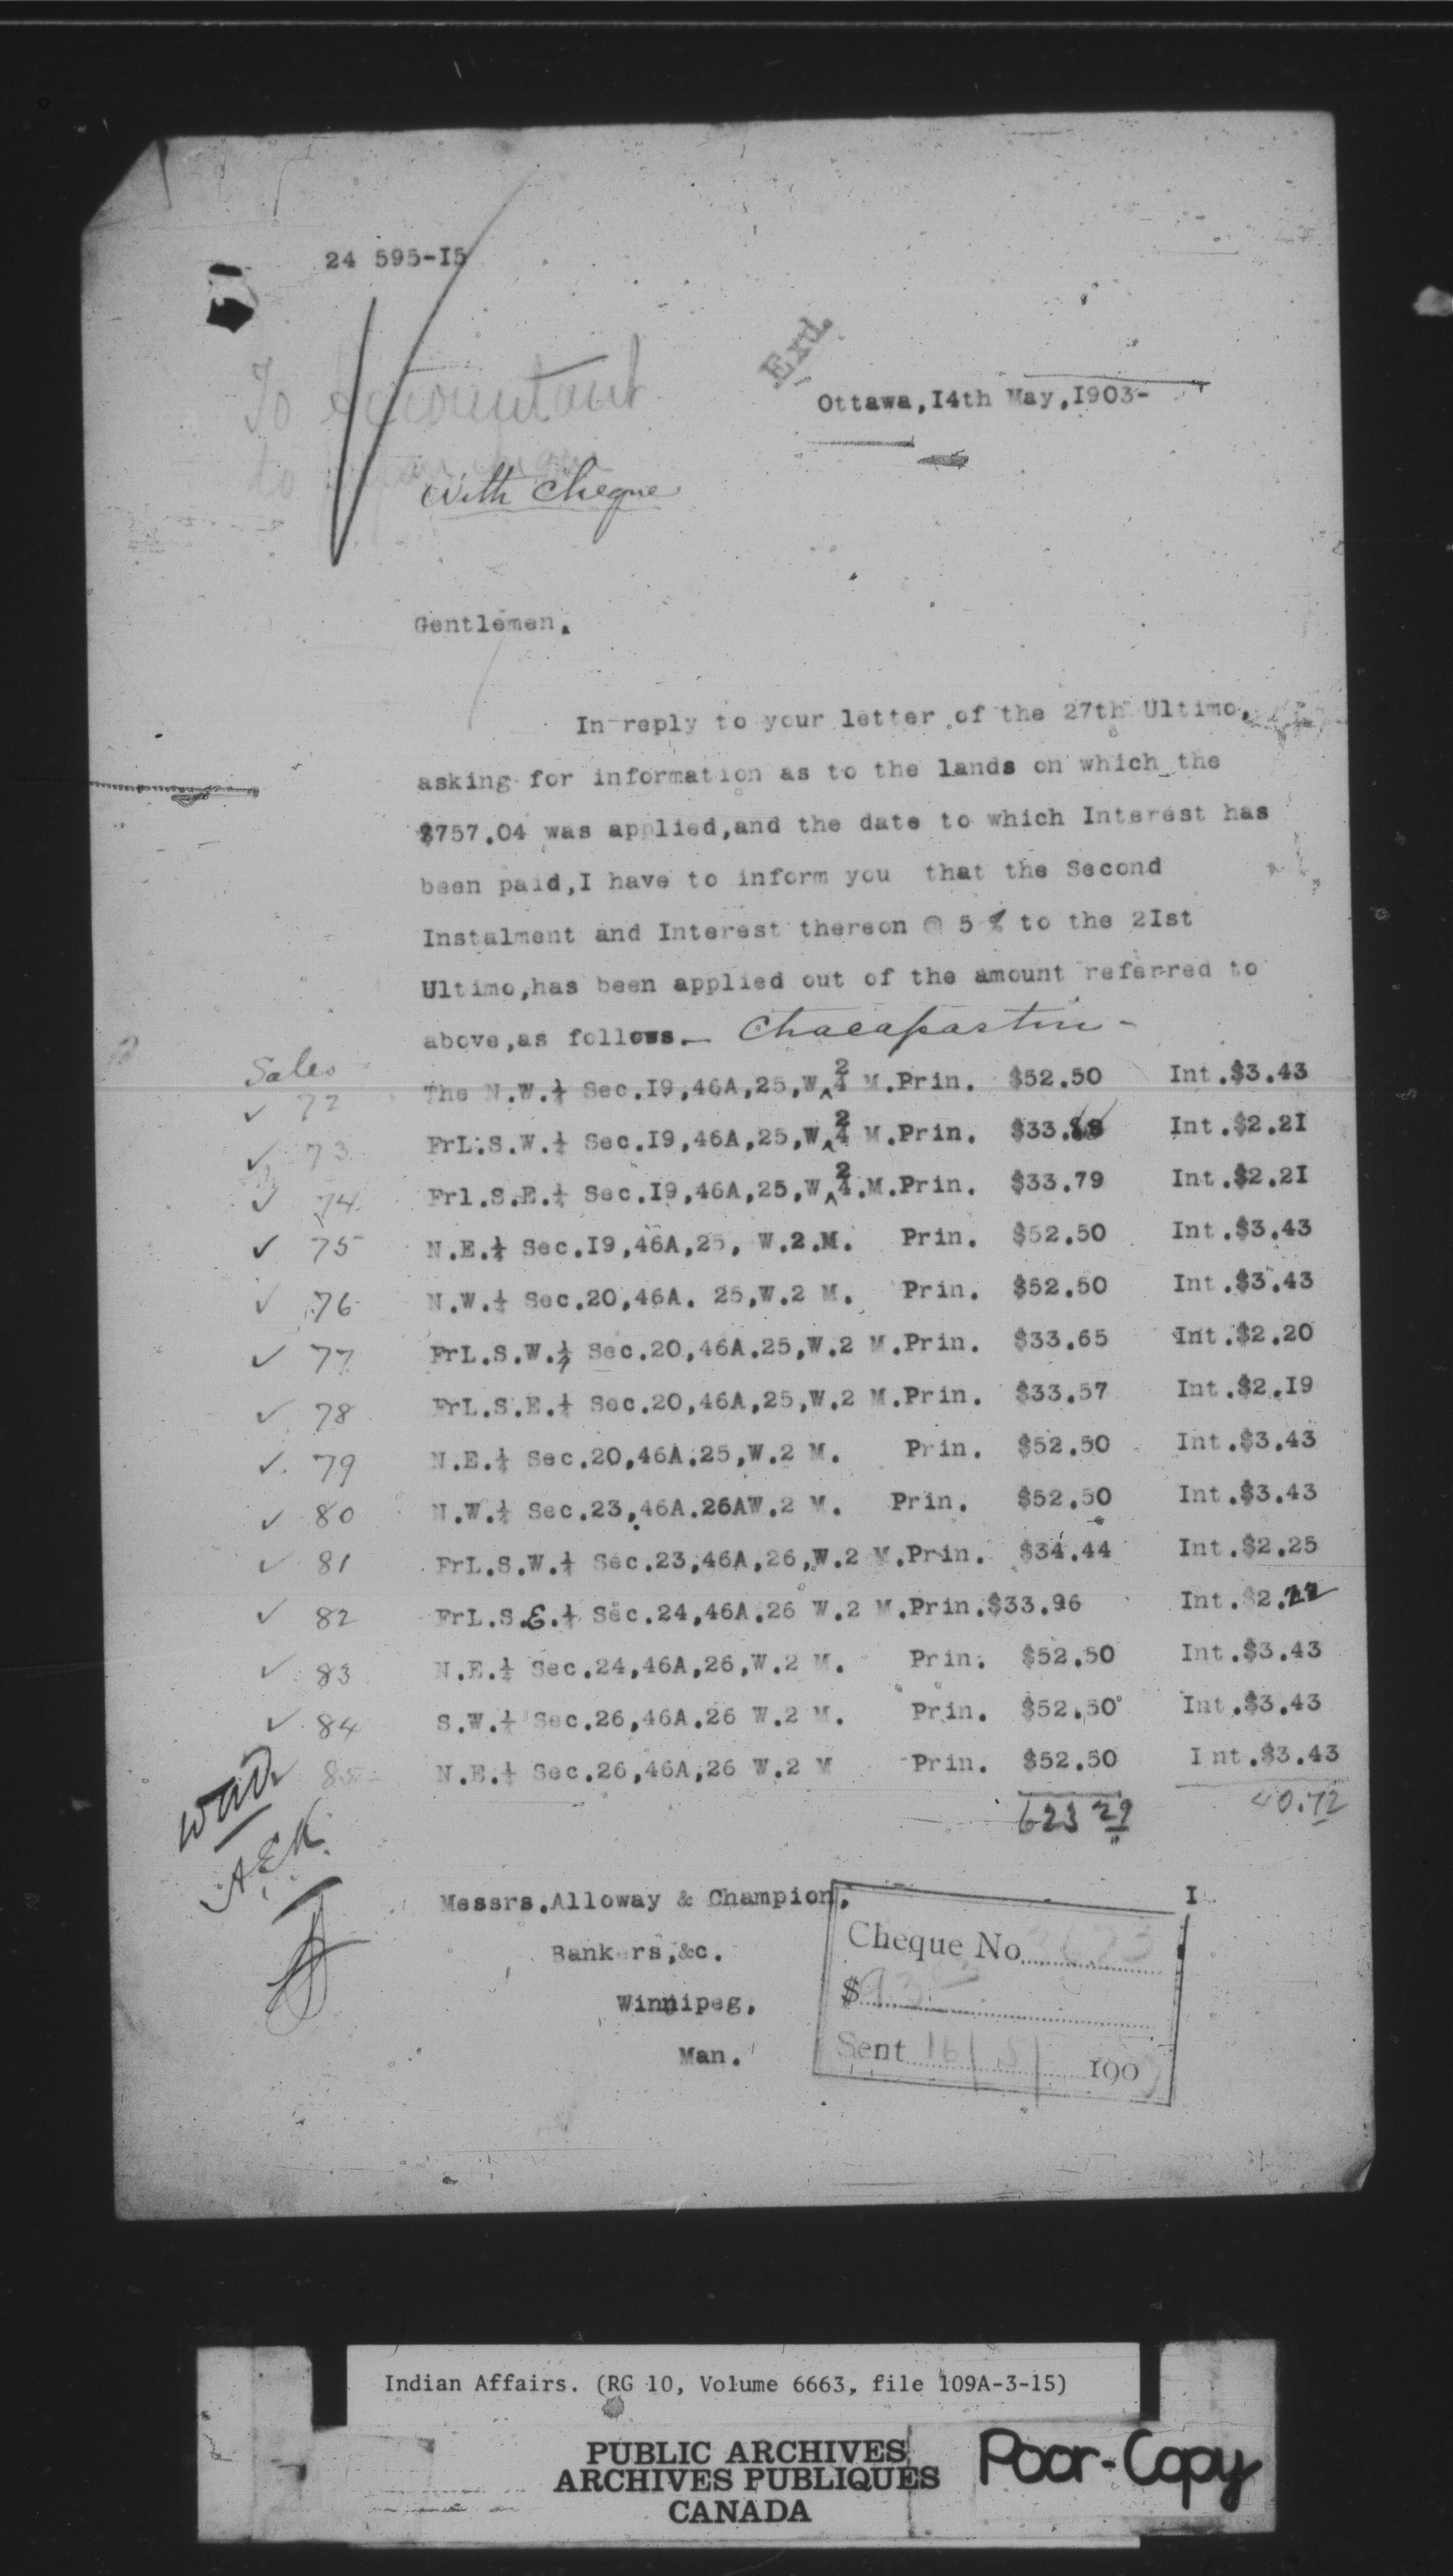 24 595-I5
Exd.
To Accountant
Ottawa,I4th May,I903-
to
with cheque
Gentlemen.
In reply to your letter of the 27th Ultimo,
asking for information as to the lands on which the
$757.04 was applied,and the date to which Interest has
been paid,I have to inform you that the Second
Instalment and Interest thereon @ 5 % to the 2Ist
Ultimo,has been applied out of the amount referred to
above,as follows.- Chacapastin-
Sales
✓ 72 The N.W.¼ Sec.I9,46A,25,W^2 4 M.Prin. $52.50 Int.$3.43
✓ 73 FrL.S.W.¼ Sec.I9,46A,25,W^2 4 M.Prin. $33. Int.$2.2I
✓ 74 Frl.S.E.¼ Sec.I9,46A,25,W^2 4.M.Prin. $33.79 Int.$2.2I
✓ 75 N.E.¼ Sec.I9,46A,25, W.2.M. Prin. $52.50 Int.$3.43
✓ 76 N.W.¼ Sec.20,46A. 25,W.2 M. Prin. $52.50 Int.$3.43
✓ 77 FrL.S.W.¼ Sec.20,46A.25,W.2 M.Prin. $33.65 Int.$2.20
✓ 78 FrL.S.E.¼ Sec.20,46A,25,W.2 M.Prin. $33.57 Int.$2.I9
✓ 79 N.E.¼ Sec.20,46A.25,W.2 M. Prin. $52.50 Int.$3.43
✓ 80 N.W.¼ Sec.23,46A.26AW.2 M. Prin. $52.50 Int.$3.43
✓ 81 FrL.S.W.¼ Sec.23,46A,26,W.2 M.Prin. $34.44 Int.$2.25
✓ 82 FrL.S.E.¼ Sec.24,46A.26 W.2 M.Prin.$33.96 Int.$2.22
✓ 83 N.E.¼ Sec.24,46A,26,W.2 M. Prin. $52.50 Int.$3.43
✓ 84 S.W.¼ Sec.26,46A.26 W.2 M. Prin. $52.50 Int.$3.43
85 N.E.¼ Sec.26,46A,26 W.2 M Prin. $52.50 Int.$3.43
623 29 40.72
A.E.K.
Messrs.Alloway & Champion, I
Bankers,&c.
Winnipeg.
Man.
Cheque No
$93
Sent 16/5/ 1903
Indian Affairs. (RG 10, Volume 6663, file 109A-3-15)
PUBLIC ARCHIVES
ARCHIVES PUBLIQUES
CANADA
Poor-Copy